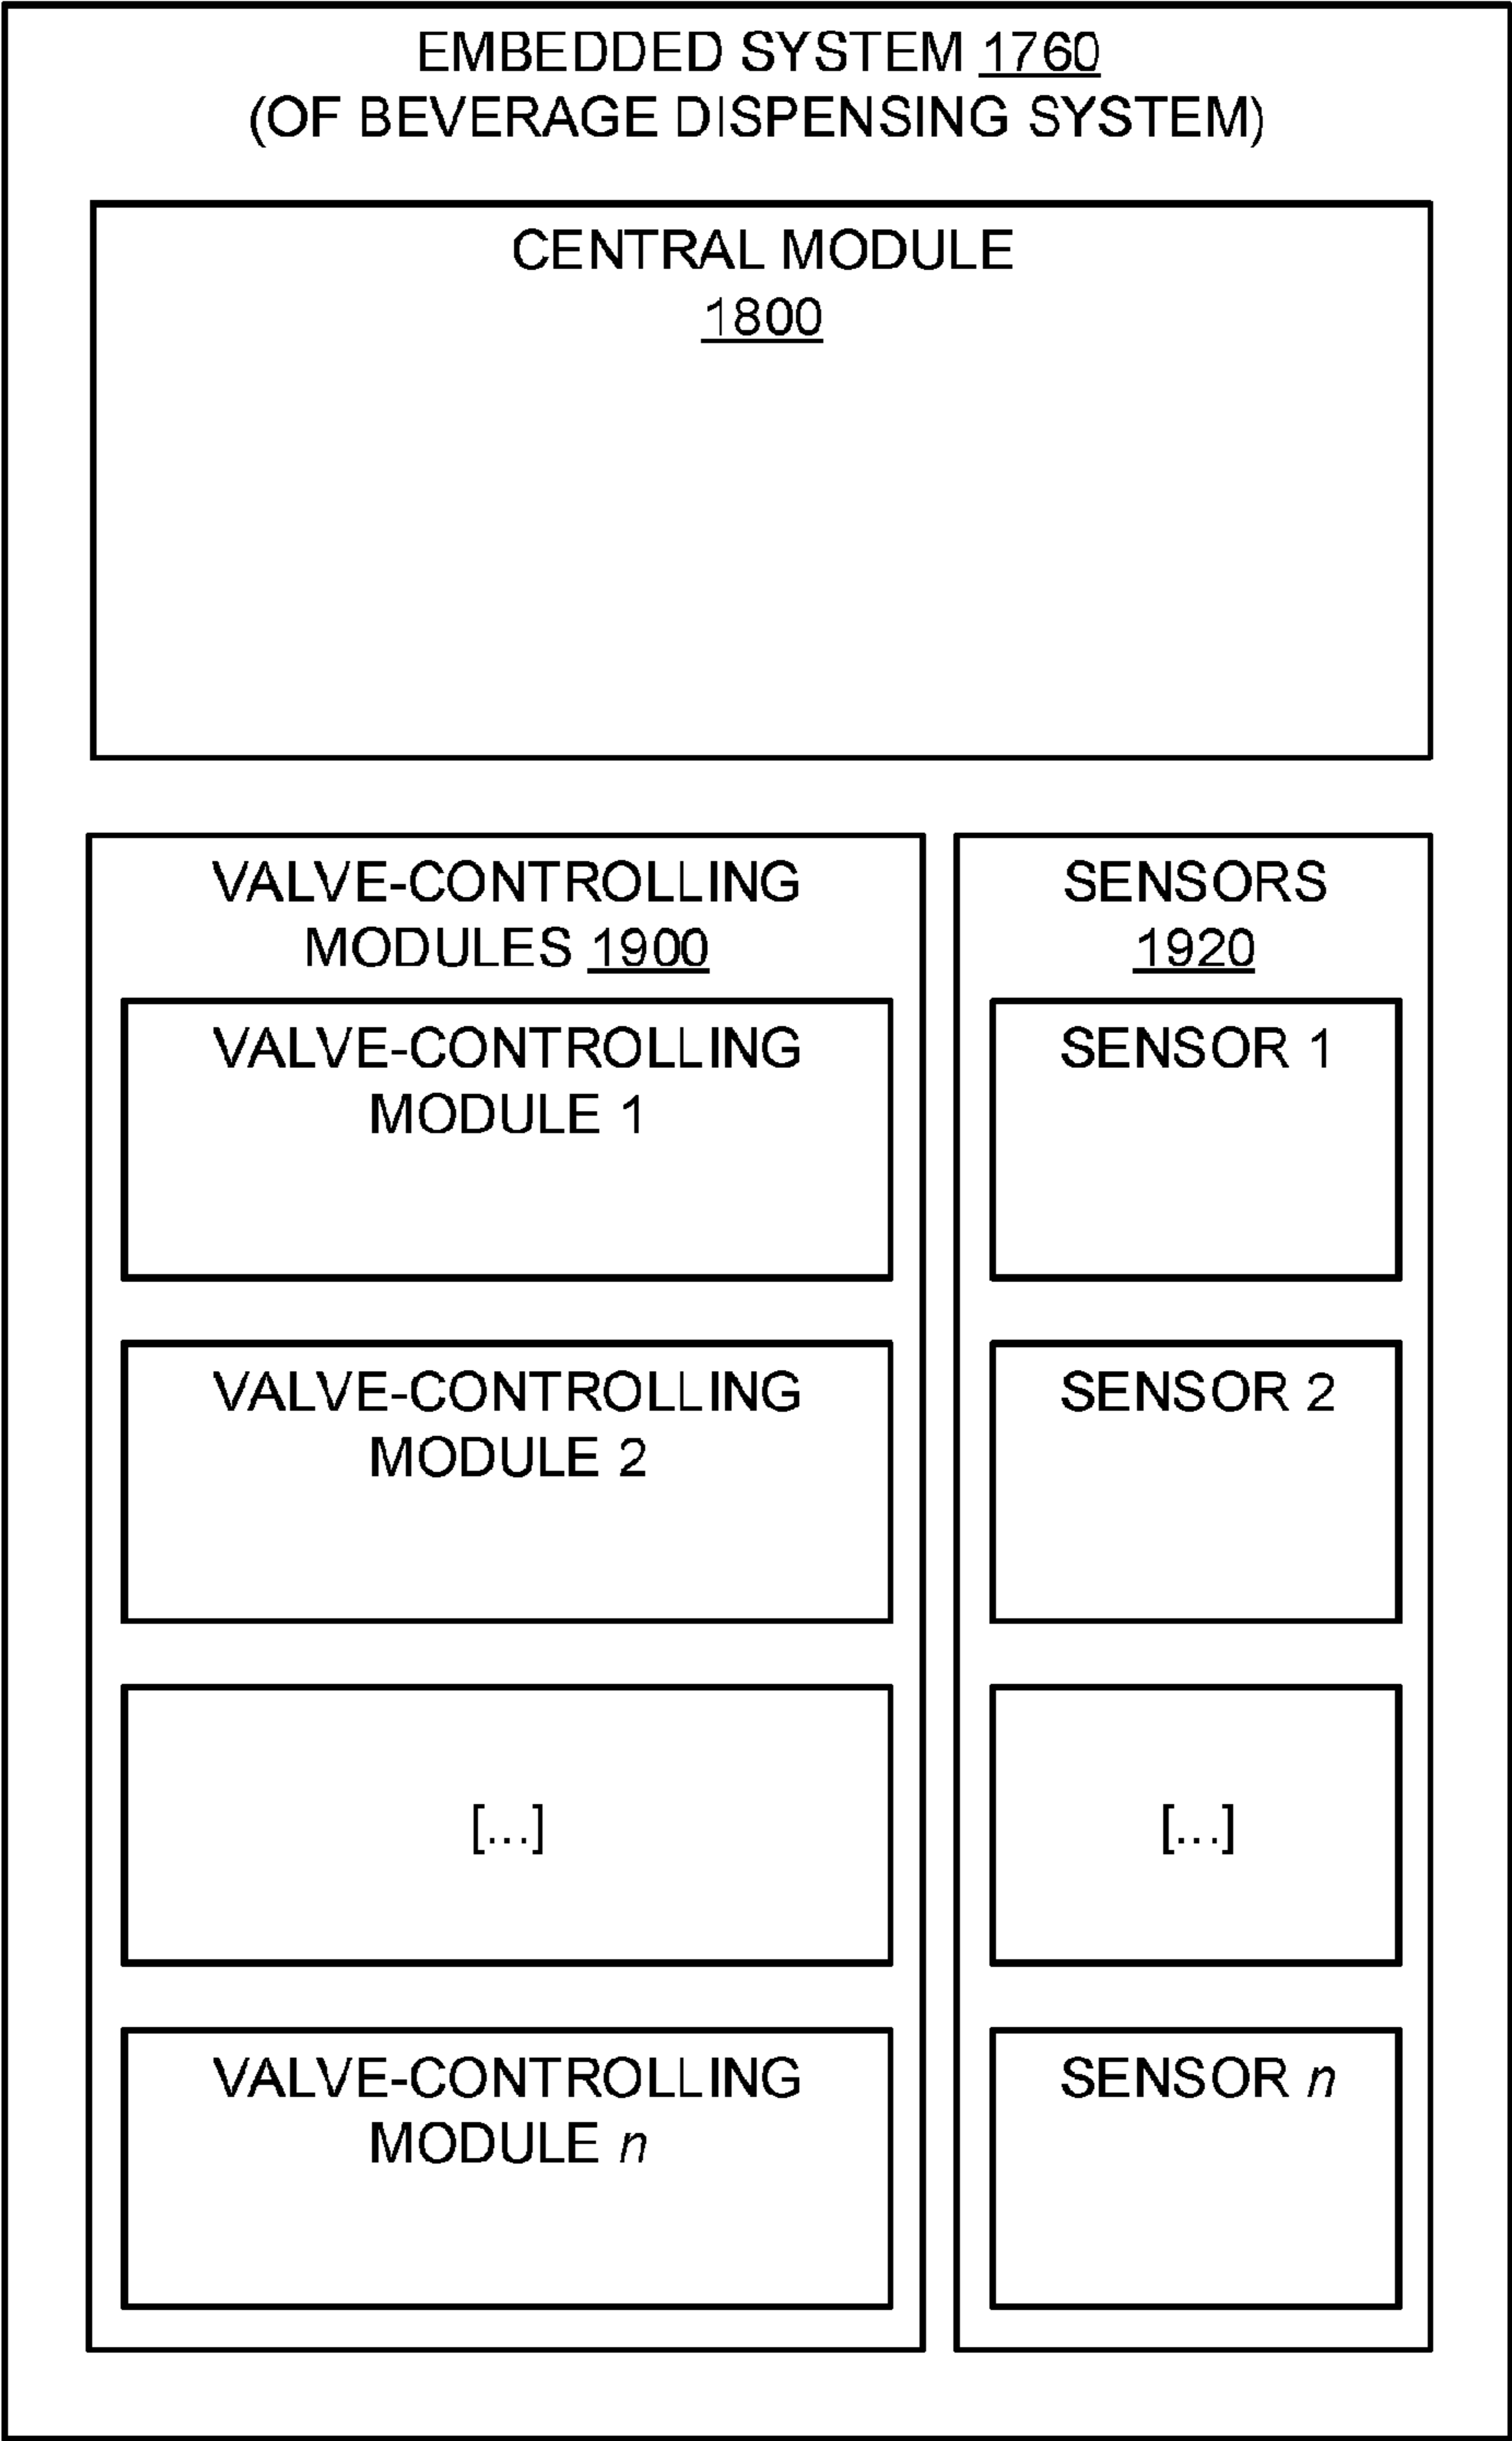 EMBEDDED SYSTEM 1760
(OF BEVERAGE DISPENSING SYSTEM)
CENTRAL MODULE
1800
VALVE-CONTROLLING
MODULES 1900
VALVE-CONTROLLING
MODULE 1
VALVE-CONTROLLING
MODULE 2
[...]
VALVE-CONTROLLING
MODULE n
SENSORS
1920
SENSOR 1
SENSOR 2
[...]
SENSOR n